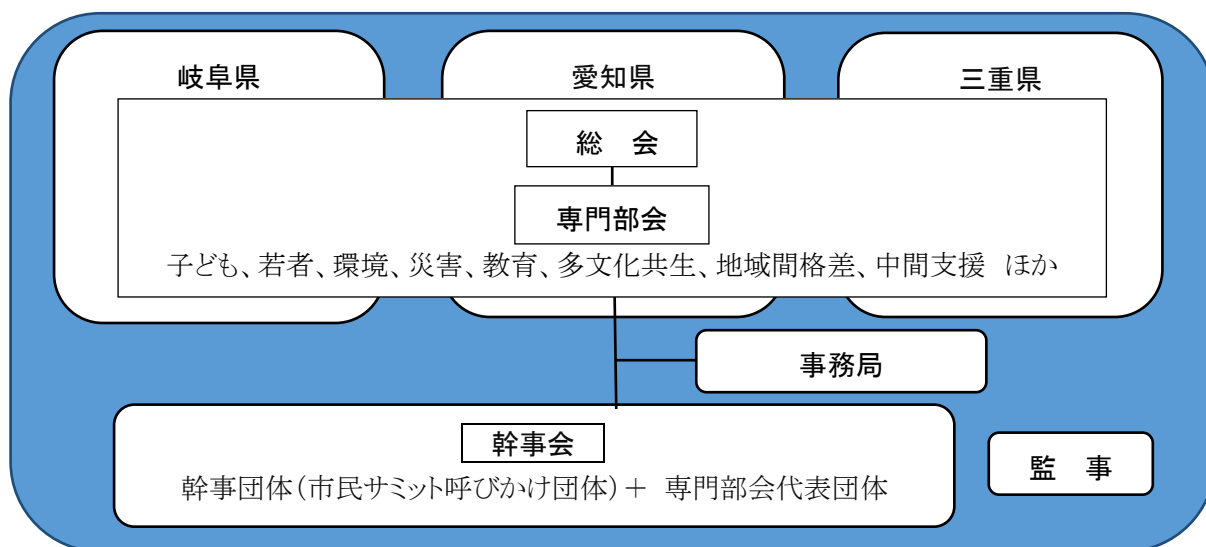 岐阜県
愛知県
三重県
総　会
専門部会
子ども、若者、環境、災害、教育、多文化共生、地域間格差、中間支援　ほか
事務局
幹事会
幹事団体（市民サミット呼びかけ団体）＋　専門部会代表団体
監　事